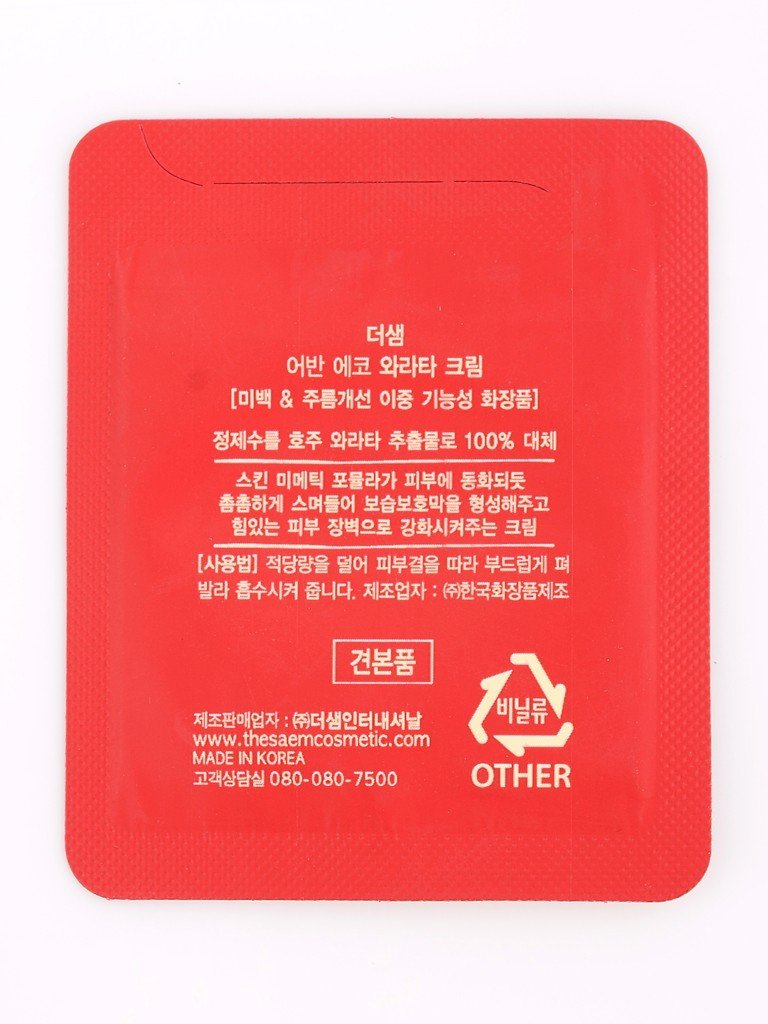 더샘
어반 에코 와라타 크림
[미백 & 주름개선 이중 기능성 화장품]
정제수를 호주 와라타 추출물로 100% 대체
스킨 미메틱 포뮬라가 피부에 동화되듯
촘촘하게 스며들어 보습보호막을 형성해주고
힘있는 피부 장벽으로 강화시켜주는 크림
[사용법] 적당량을 덜어 피부결을 따라 부드럽게 펴
발라 흡수시켜 줍니다. 제조업자 : ㈜한국화장품제조
견본품
비닐류
OTHER
제조판매업자 : ㈜더샘인터내셔날
www.thesaemcosmetic.com
MADE IN KOREA
고객상담실 080-080-7500